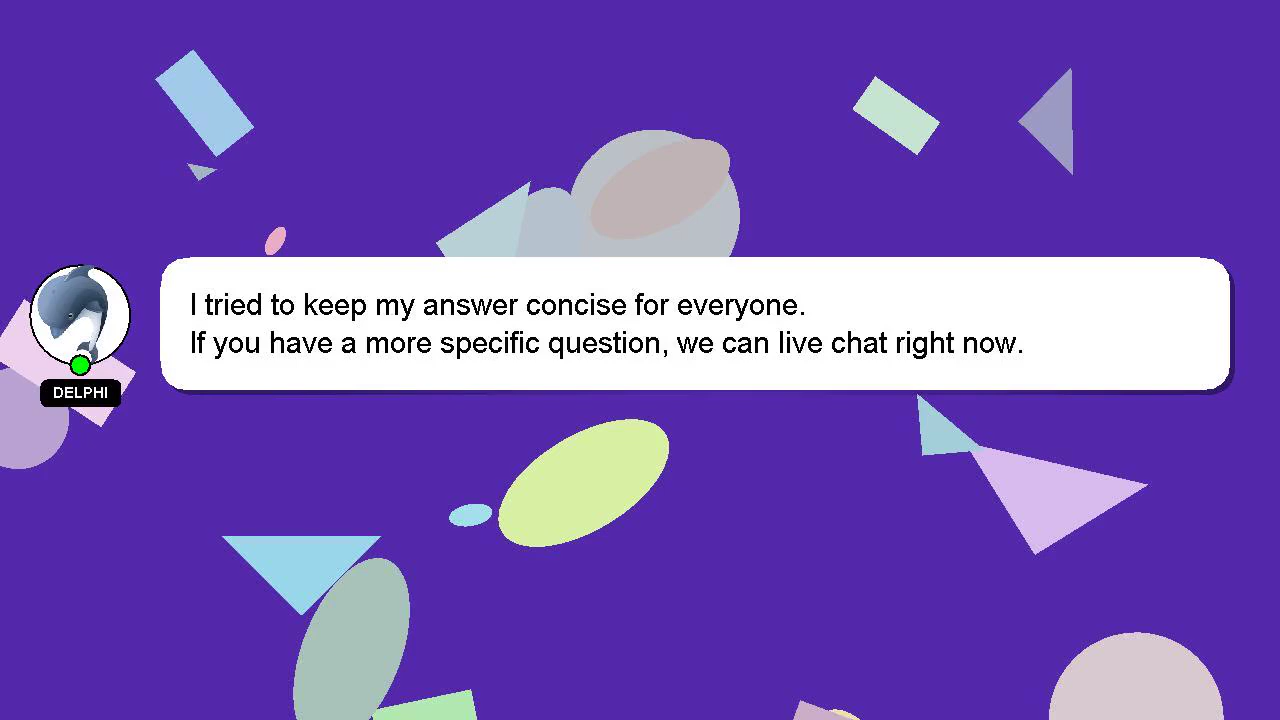 I tried to keep my answer concise for everyone.
If you have a more specific question, we can live chat right now.
DELPHI